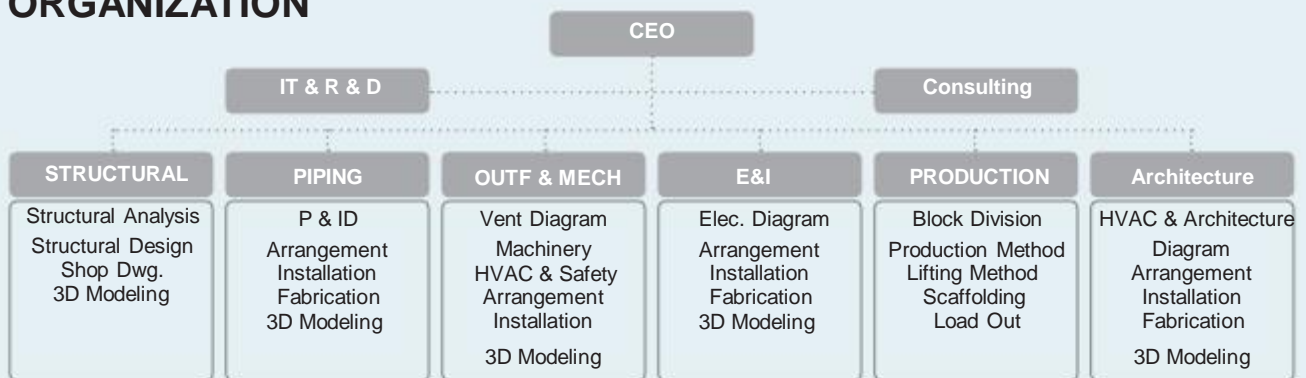 ORGANIZATION
CEO
IT & R & D
Consulting
STRUCTURAL
Structural Analysis
Structural Design
Shop Dwg.
3D Modeling
PIPING
P & ID
Arrangement
Installation
Fabrication
3D Modeling
OUTF & MECH
Vent Diagram
Machinery
HVAC & Safety
Arrangement
Installation
3D Modeling
E&I
Elec. Diagram
Arrangement
Installation
Fabrication
3D Modeling
PRODUCTION
Block Division
Production Method
Lifting Method
Scaffolding
Load Out
Architecture
HVAC & Architecture
Diagram
Arrangement
Installation
Fabrication
3D Modeling